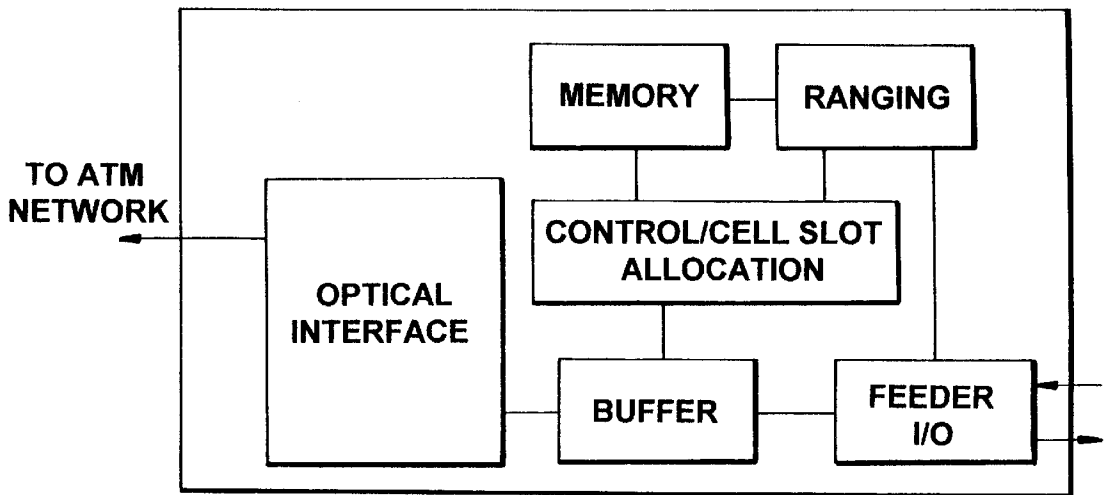 MEMORY
RANGING
TO ATM
NETWORK
CONTROL/CELL SLOT
ALLOCATION
OPTICAL
INTERFACE
BUFFER
FEEDER
I/O